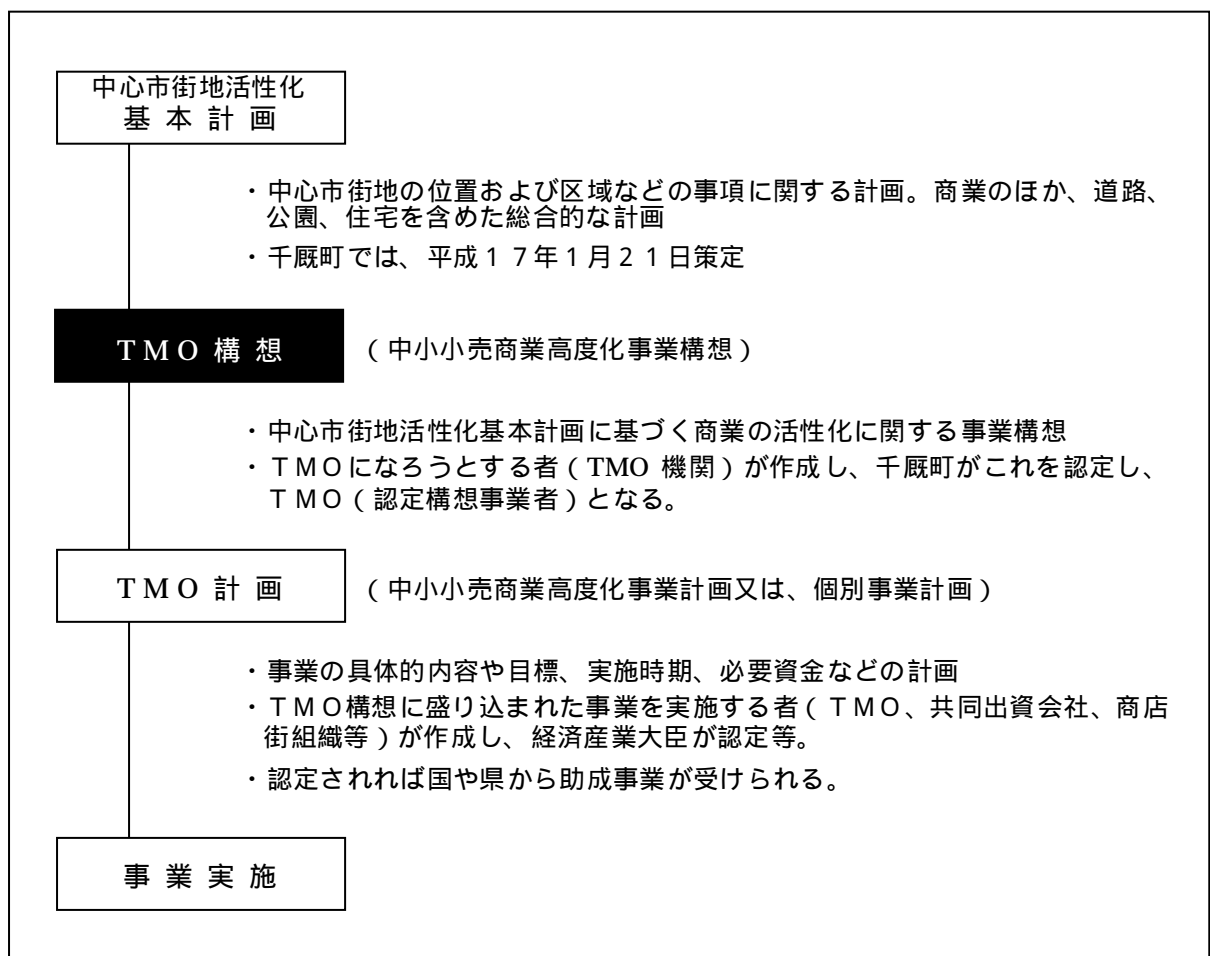 中心市街地活性化
基 本 計 画
・中心市街地の位置および区域などの事項に関する計画。商業のほか、道路、
公園、住宅を含めた総合的な計画
・千厩町では、平成１７年１月２１日策定
TMO 構 想 （中小小売商業高度化事業構想）
・中心市街地活性化基本計画に基づく商業の活性化に関する事業構想
・ＴＭＯになろうとする者（TMO 機関）が作成し、千厩町がこれを認定し、
ＴＭＯ（認定構想事業者）となる。
TMO 計 画 （中小小売商業高度化事業計画又は、個別事業計画）
・事業の具体的内容や目標、実施時期、必要資金などの計画
・ＴＭＯ構想に盛り込まれた事業を実施する者（ＴＭＯ、共同出資会社、商店
街組織等）が作成し、経済産業大臣が認定等。
・認定されれば国や県から助成事業が受けられる。
事 業 実 施